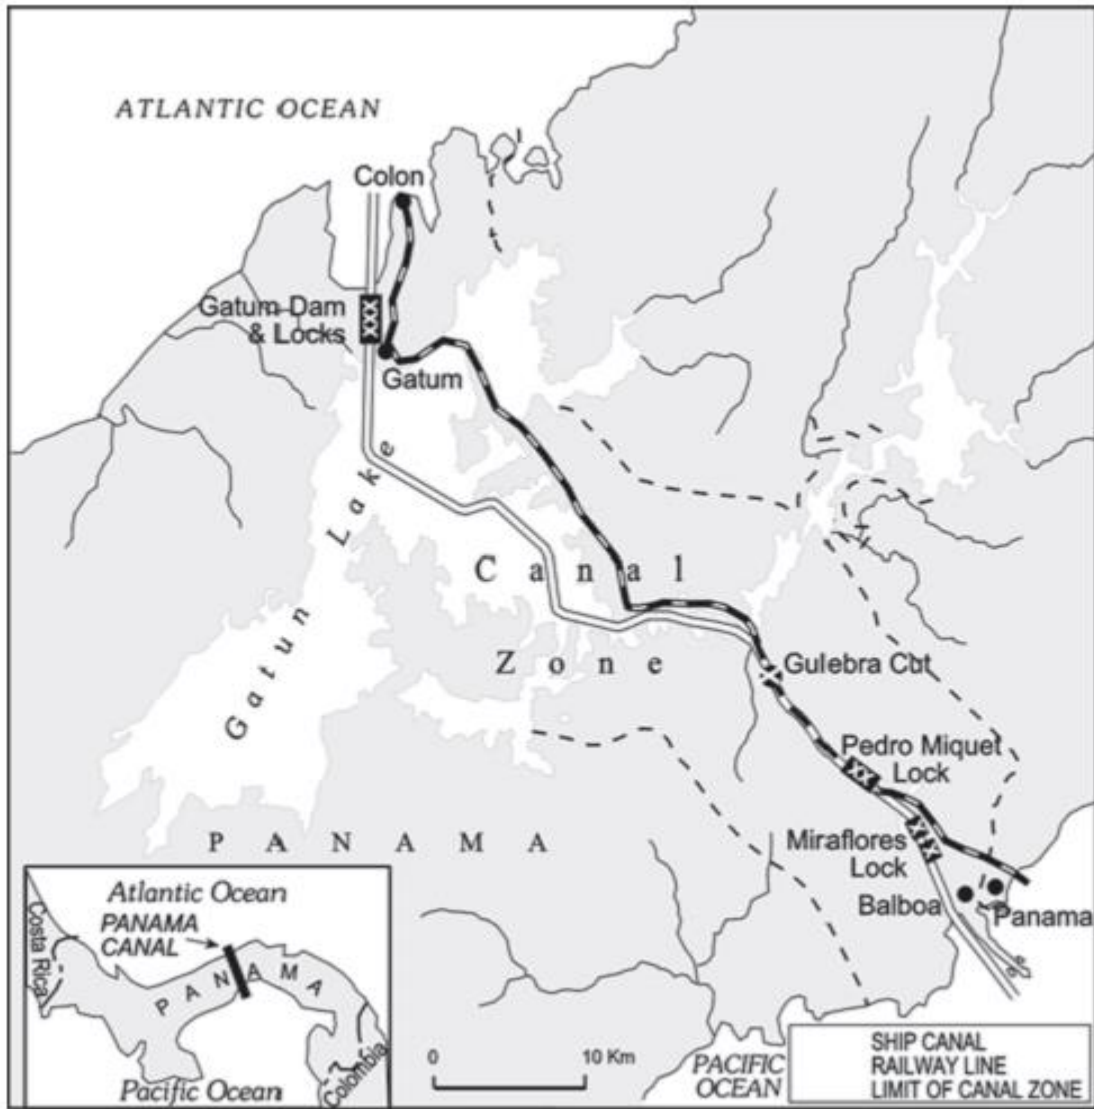 ATLANTIC OCEAN
Colon
Gatum Dam
& Locks
Gatum
Gatun Lake
Canal
Zone
Gulebra Cut
Pedro Miquet
Lock
Miraflores
Lock
Balboa
Panama
PANAMA
Atlantic Ocean
PANAMA
CANAL
Costa Rica
PANAMA
Colombia
Pacific Ocean
0 10 Km
PACIFIC
OCEAN
SHIP CANAL
RAILWAY LINE
LIMIT OF CANAL ZONE